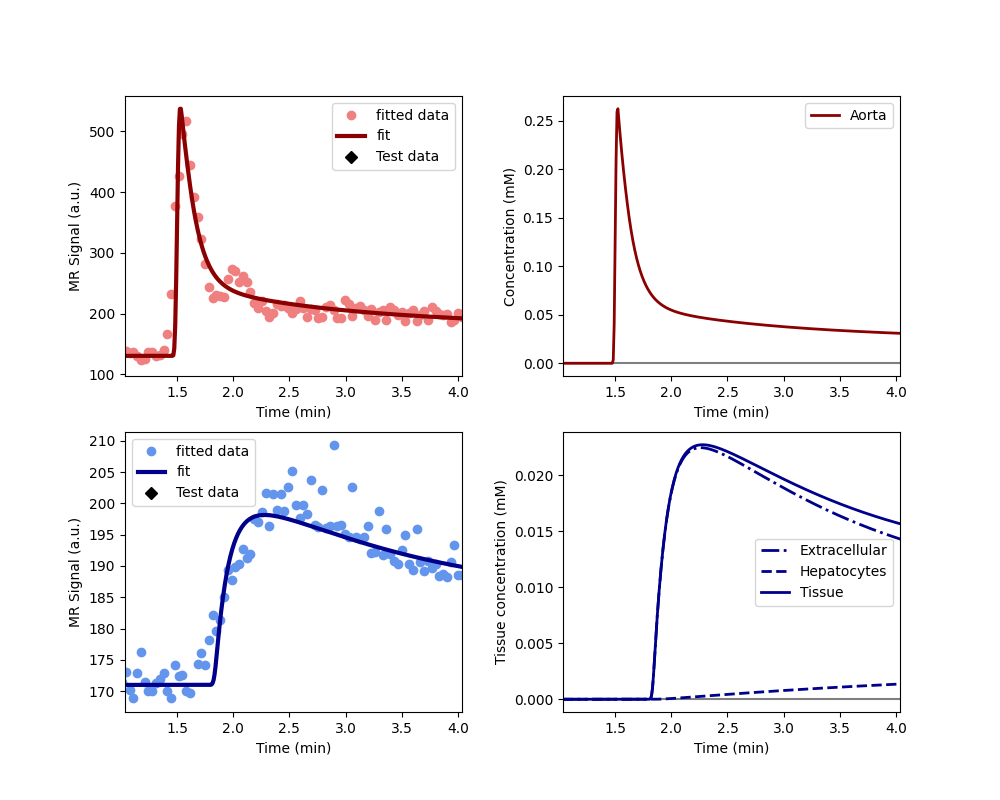 MR Signal (a.u.)
500
400
300
200
100
fitted data
fit
Test data
1.5 2.0 2.5 3.0 3.5 4.0
Time (min)
Concentration (mM)
0.25
0.20
0.15
0.10
0.05
0.00
Aorta
1.5 2.0 2.5 3.0 3.5 4.0
Time (min)
MR Signal (a.u.)
210
205
200
195
190
185
180
175
170
fitted data
fit
Test data
1.5 2.0 2.5 3.0 3.5 4.0
Time (min)
Tissue concentration (mM)
0.020
0.015
0.010
0.005
0.000
Extracellular
Hepatocytes
Tissue
1.5 2.0 2.5 3.0 3.5 4.0
Time (min)